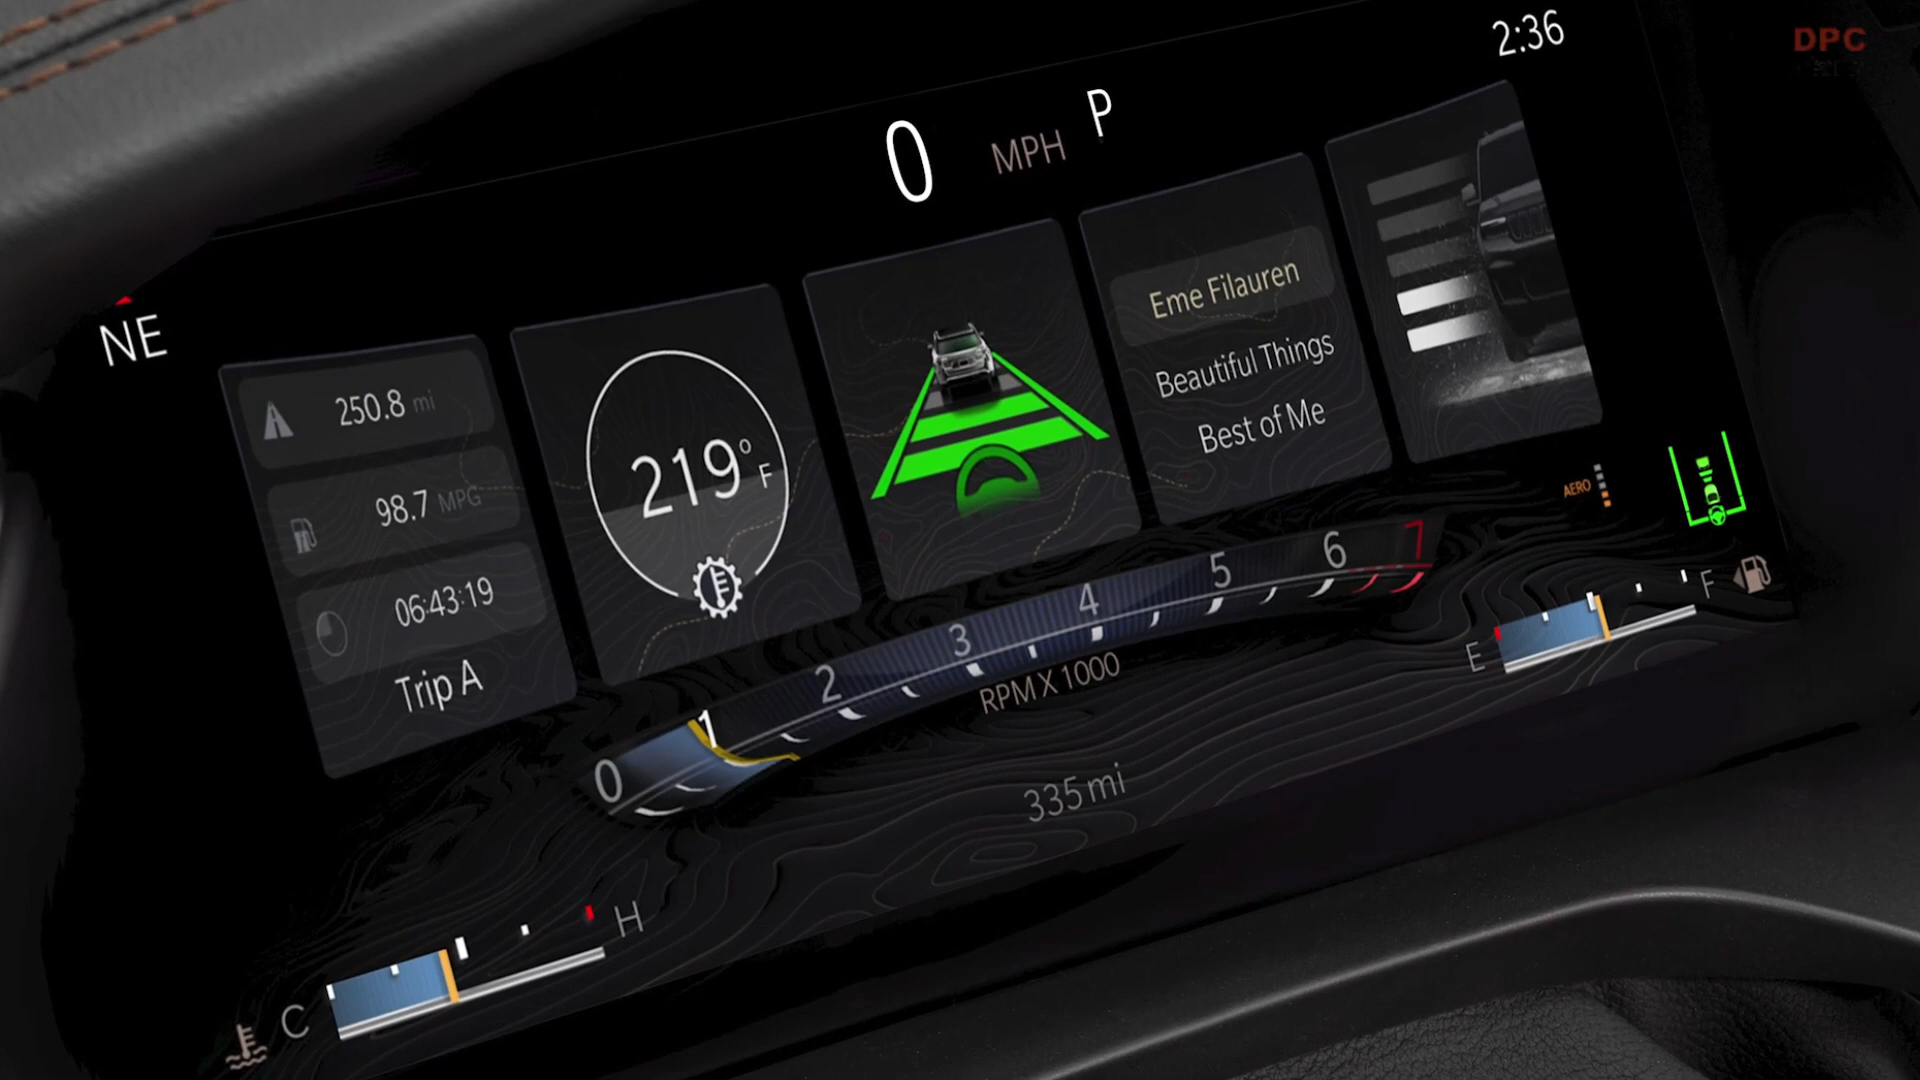 2:36
DPC
0 MPH P
NE
250.8 mi
98.7 MPG
06:43:19
Trip A
219° F
Eme Filauren
Beautiful Things
Best of Me
AERO
0 1 2 3 4 5 6 7
RPM X 1000
E F
335 mi
C H